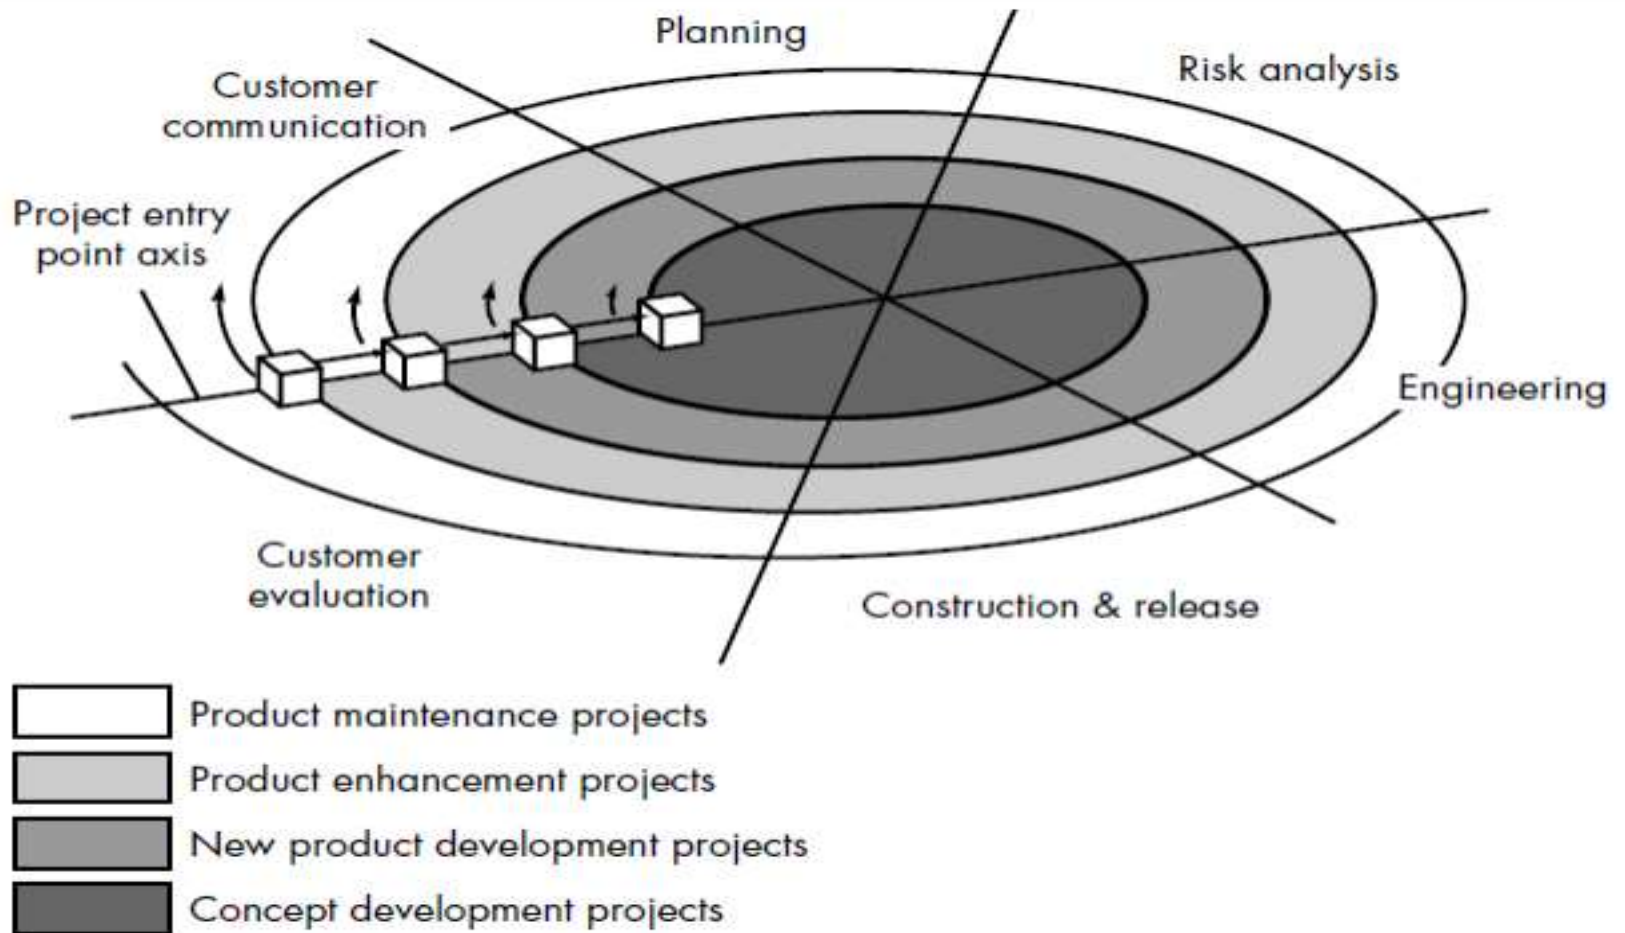 Planning
Risk analysis
Customer
communication
Project entry
point axis
Engineering
Customer
evaluation
Construction & release
Product maintenance projects
Product enhancement projects
New product development projects
Concept development projects